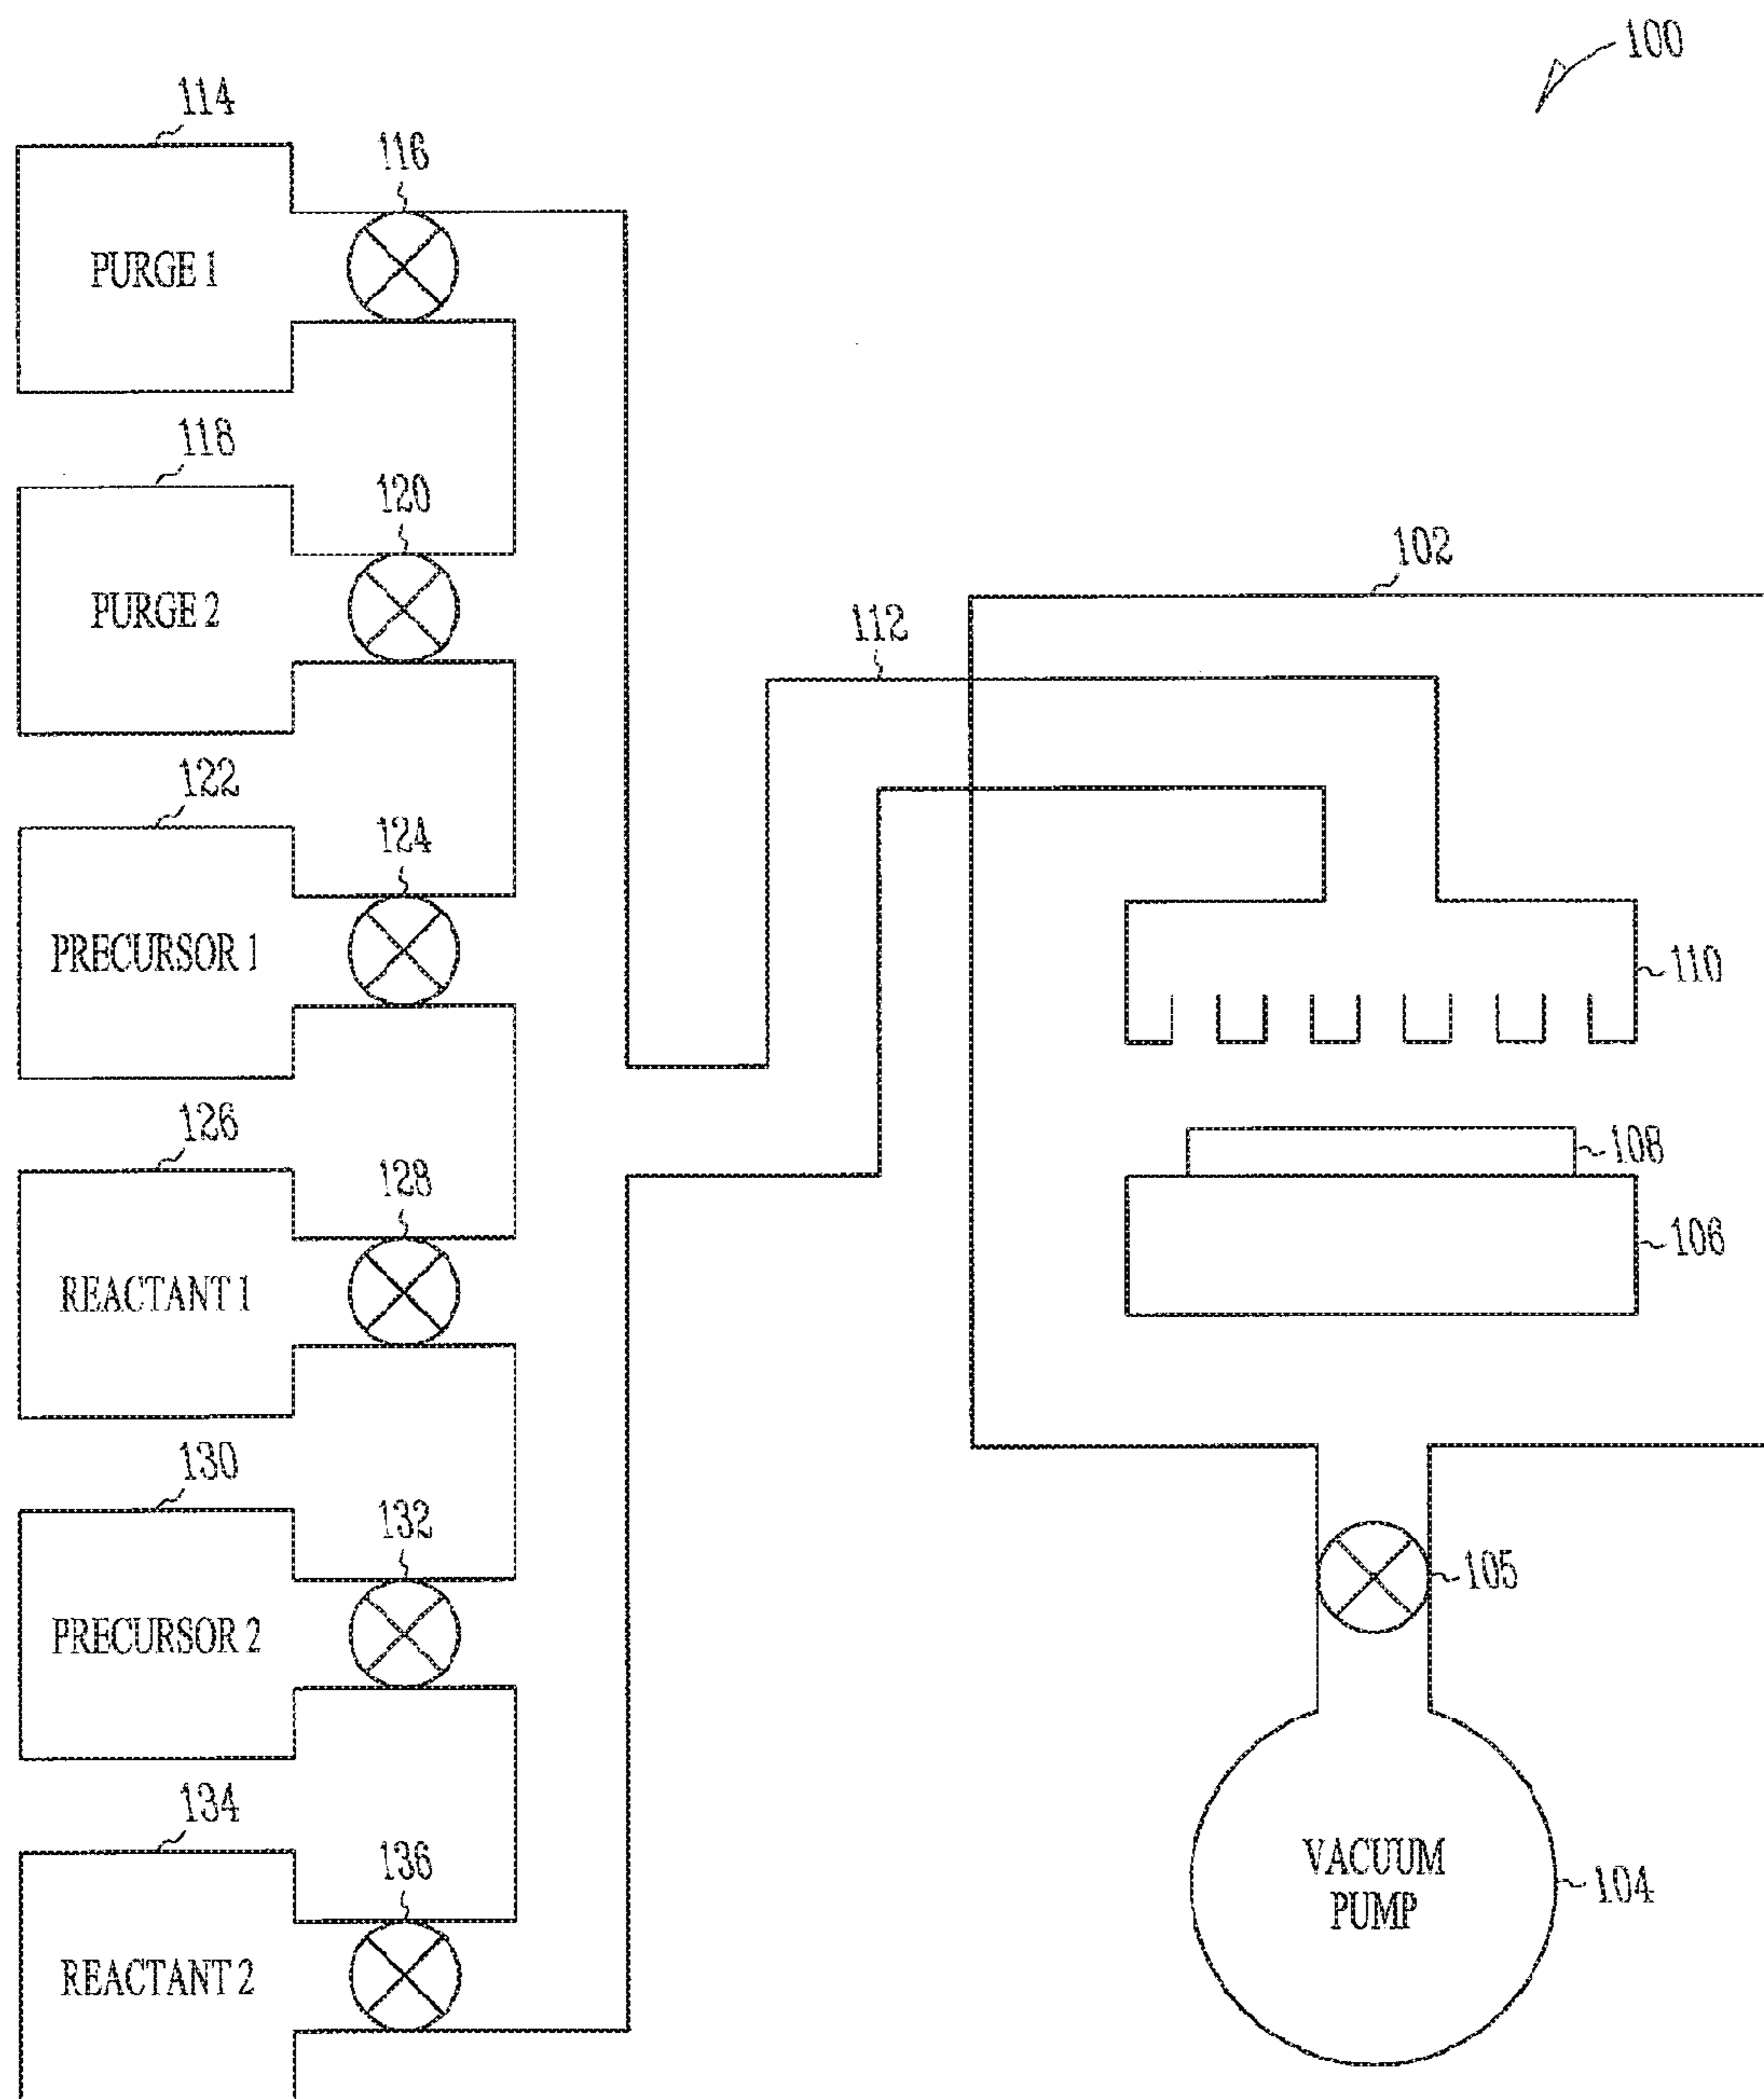 100
114
116
PURGE 1
118
120
PURGE 2
102
112
122
124
PRECURSOR 1
110
126
128
108
106
REACTANT 1
130
132
105
PRECURSOR 2
134
136
VACUUM
PUMP
104
REACTANT 2